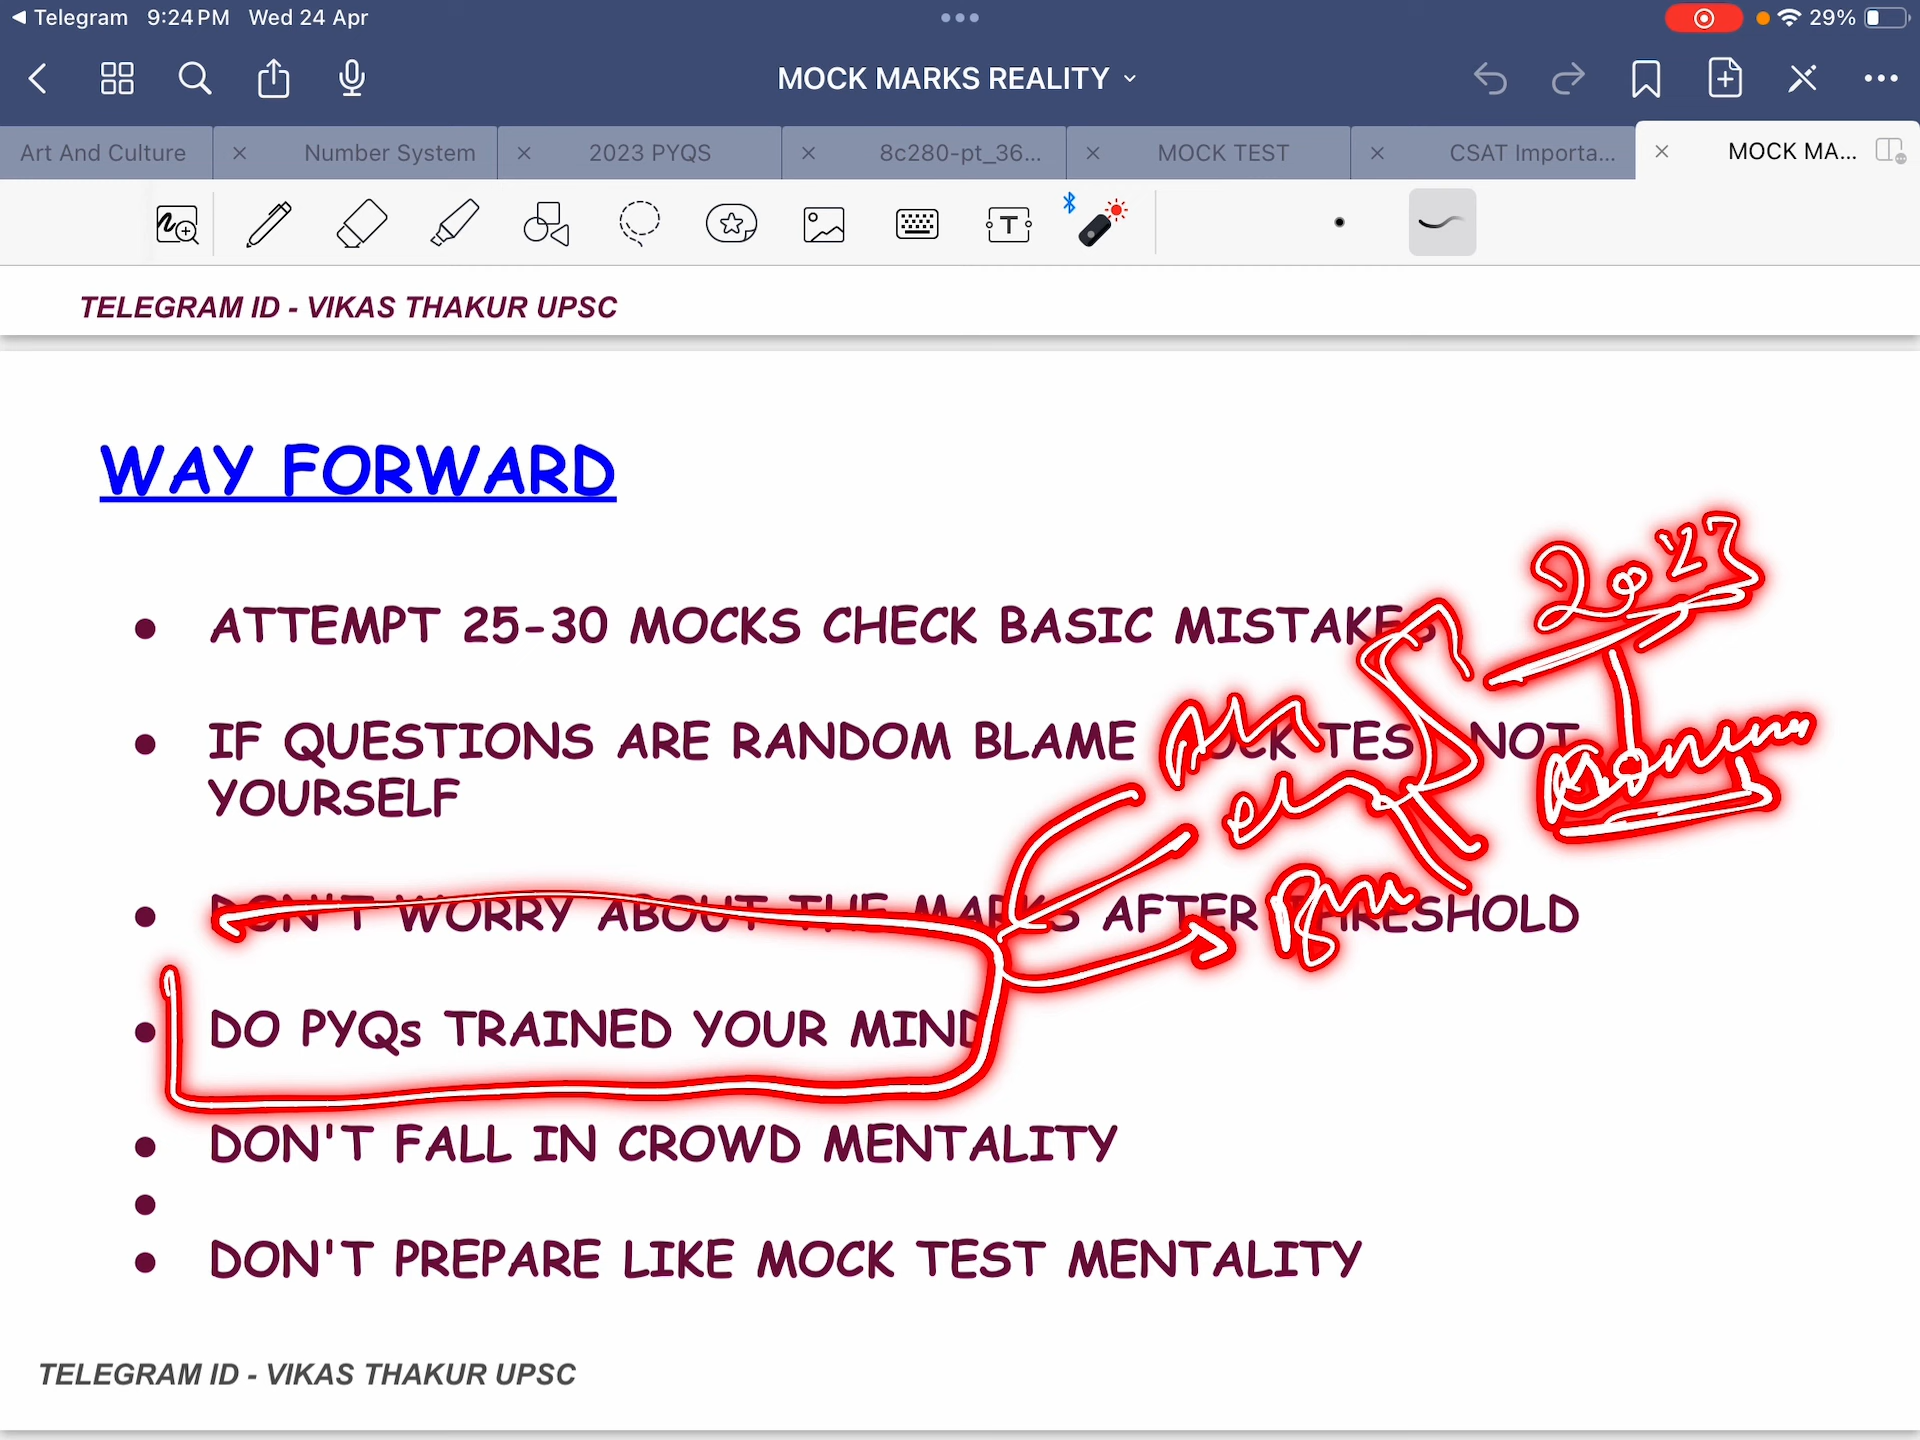 Telegram 9:24 PM Wed 24 Apr 29%
MOCK MARKS REALITY
Art And Culture Number System 2023 PYQS 8c280-pt_36... MOCK TEST CSAT Importa... MOCK MA...
T
TELEGRAM ID - VIKAS THAKUR UPSC
WAY FORWARD
2023
ATTEMPT 25-30 MOCKS CHECK BASIC MISTAKES
IF QUESTIONS ARE RANDOM BLAME MOCK TEST NOT
YOURSELF
DON'T WORRY ABOUT THE MARKS AFTER THRESHOLD
DO PYQs TRAINED YOUR MIND
DON'T FALL IN CROWD MENTALITY
DON'T PREPARE LIKE MOCK TEST MENTALITY
TELEGRAM ID - VIKAS THAKUR UPSC